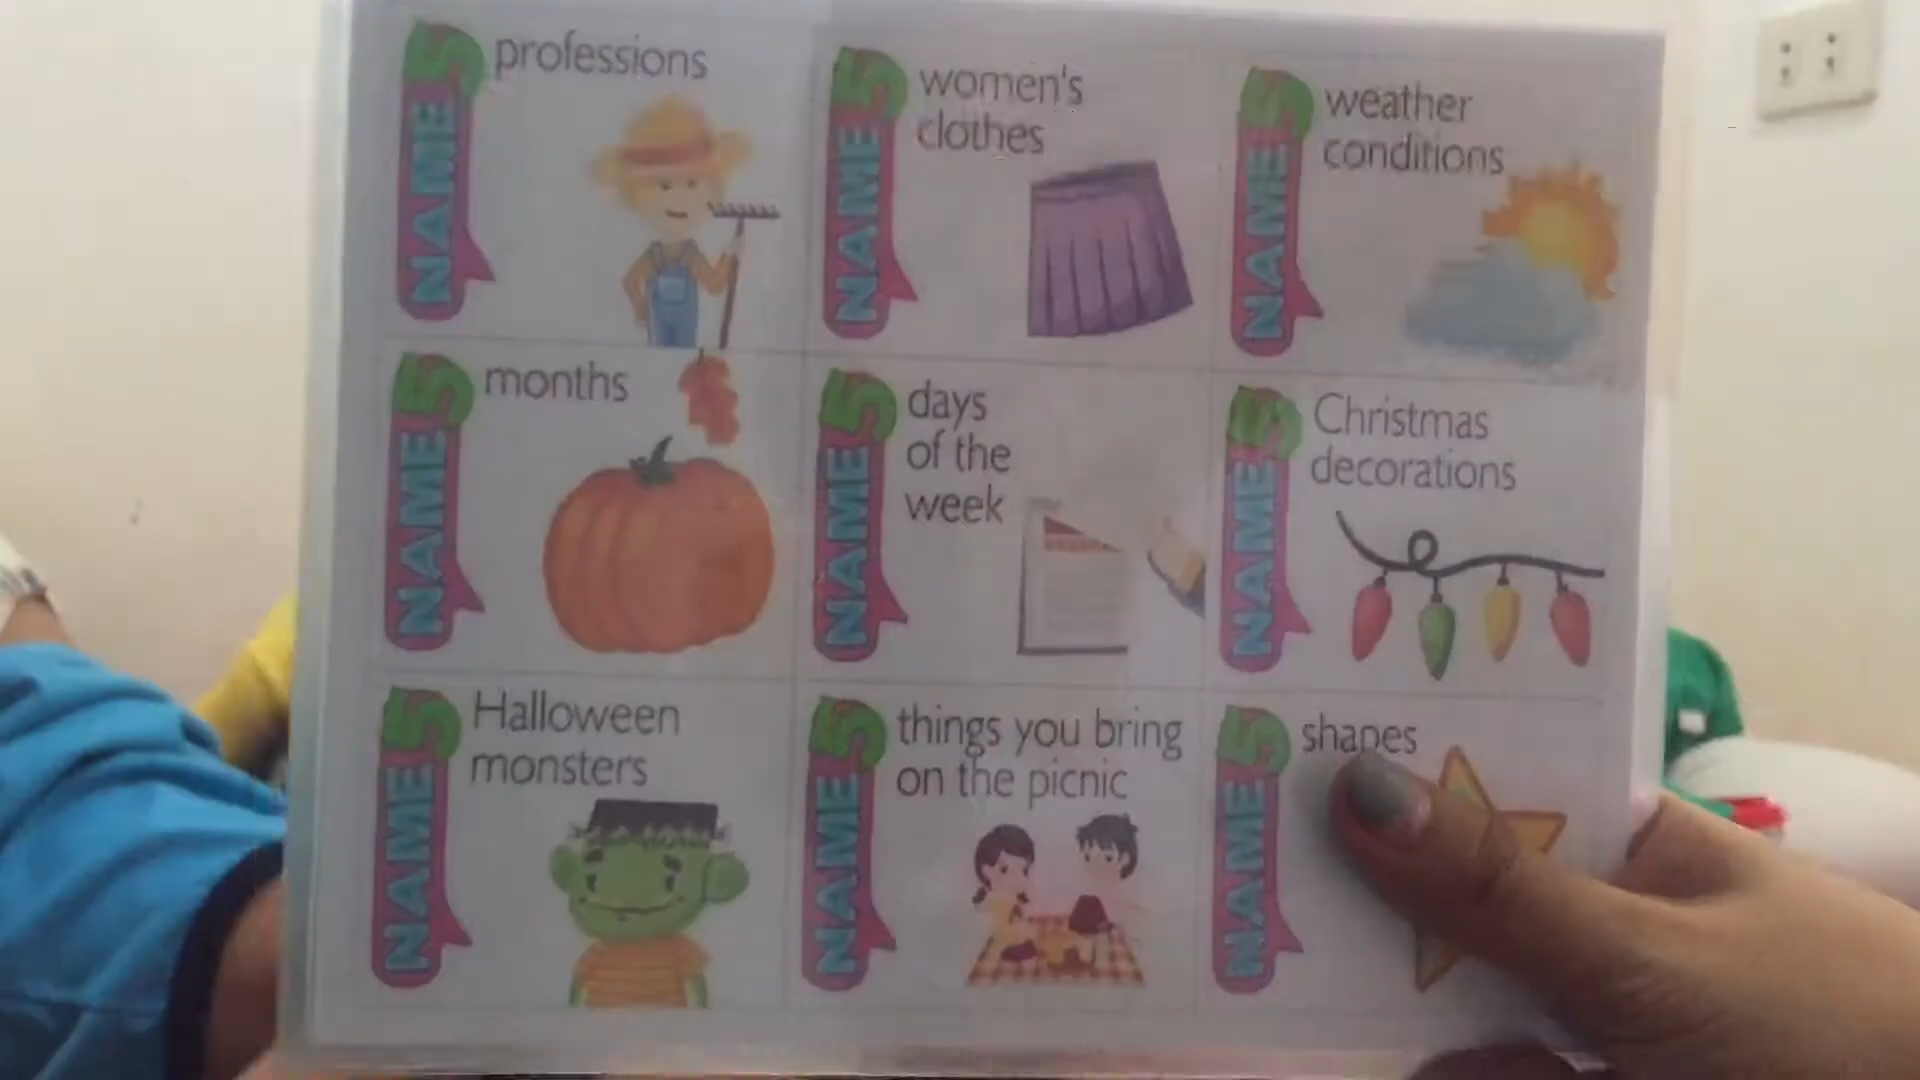 NAME 5
professions
NAME 5
women's
clothes
NAME 5
weather
conditions
NAME 5
months
NAME 5
days
of the
week
NAME 5
Christmas
decorations
NAME 5
Halloween
monsters
NAME 5
things you bring
on the picnic
NAME 5
shapes